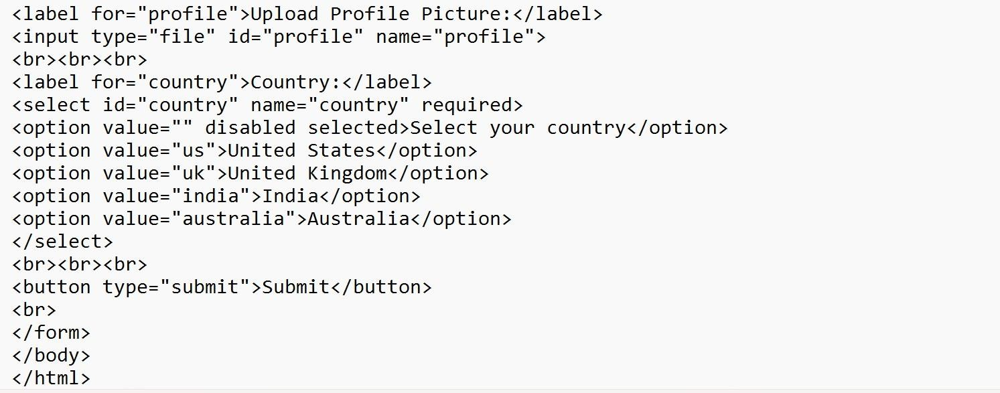 <label for="profile">Upload Profile Picture:</label>
<input type="file" id="profile" name="profile">
<br><br><br>
<label for="country">Country:</label>
<select id="country" name="country" required>
<option value="" disabled selected>Select your country</option>
<option value="us">United States</option>
<option value="uk">United Kingdom</option>
<option value="india">India</option>
<option value="australia">Australia</option>
</select>
<br><br><br>
<button type="submit">Submit</button>
<br>
</form>
</body>
</html>